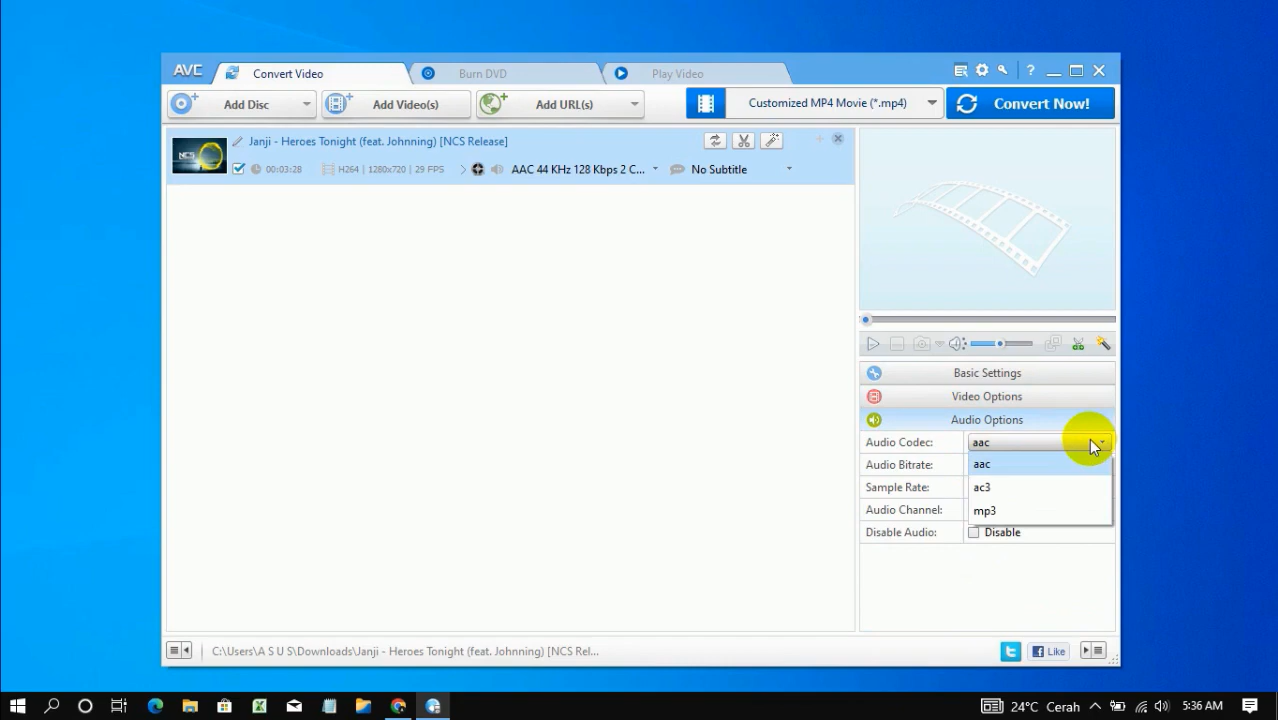 AVC
Convert Video
Burn DVD
Play Video
?
Add Disc
Add Video(s)
Add URL(s)
Customized MP4 Movie (*.mp4)
Convert Now!
NCS
Janji - Heroes Tonight (feat. Johnning) [NCS Release]
00:03:28
H264 | 1280x720 | 29 FPS
AAC 44 KHz 128 Kbps 2 C...
No Subtitle
Basic Settings
Video Options
Audio Options
Audio Codec:
aac
aac
Audio Bitrate:
ac3
Sample Rate:
mp3
Audio Channel:
Disable Audio:
Disable
C:\Users\A S U S\Downloads\Janji - Heroes Tonight (feat. Johnning) [NCS Rel...
Like
24°C Cerah
5:36 AM